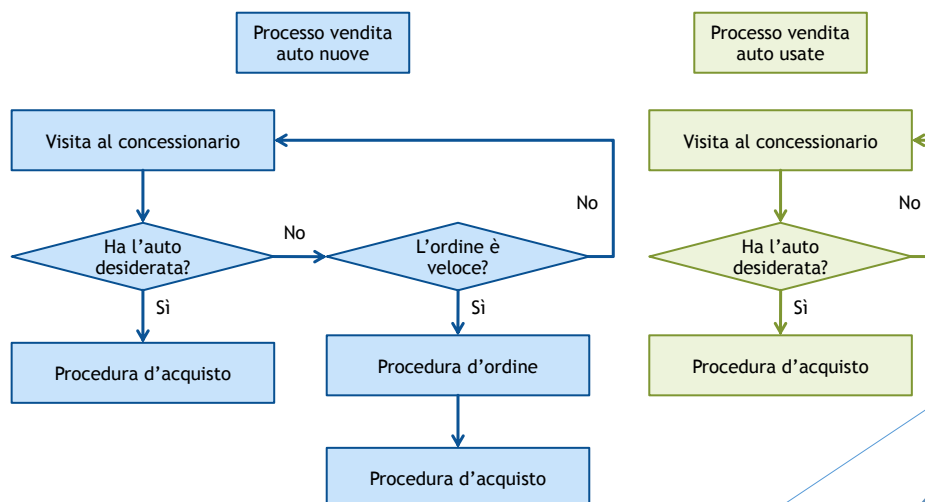 Processo vendita
auto nuove
Visita al concessionario
Ha l'auto
desiderata?
No
L'ordine è
veloce?
No
Sì
Procedura d'acquisto
Sì
Procedura d'ordine
Procedura d'acquisto
Processo vendita
auto usate
Visita al concessionario
Ha l'auto
desiderata?
No
Sì
Procedura d'acquisto